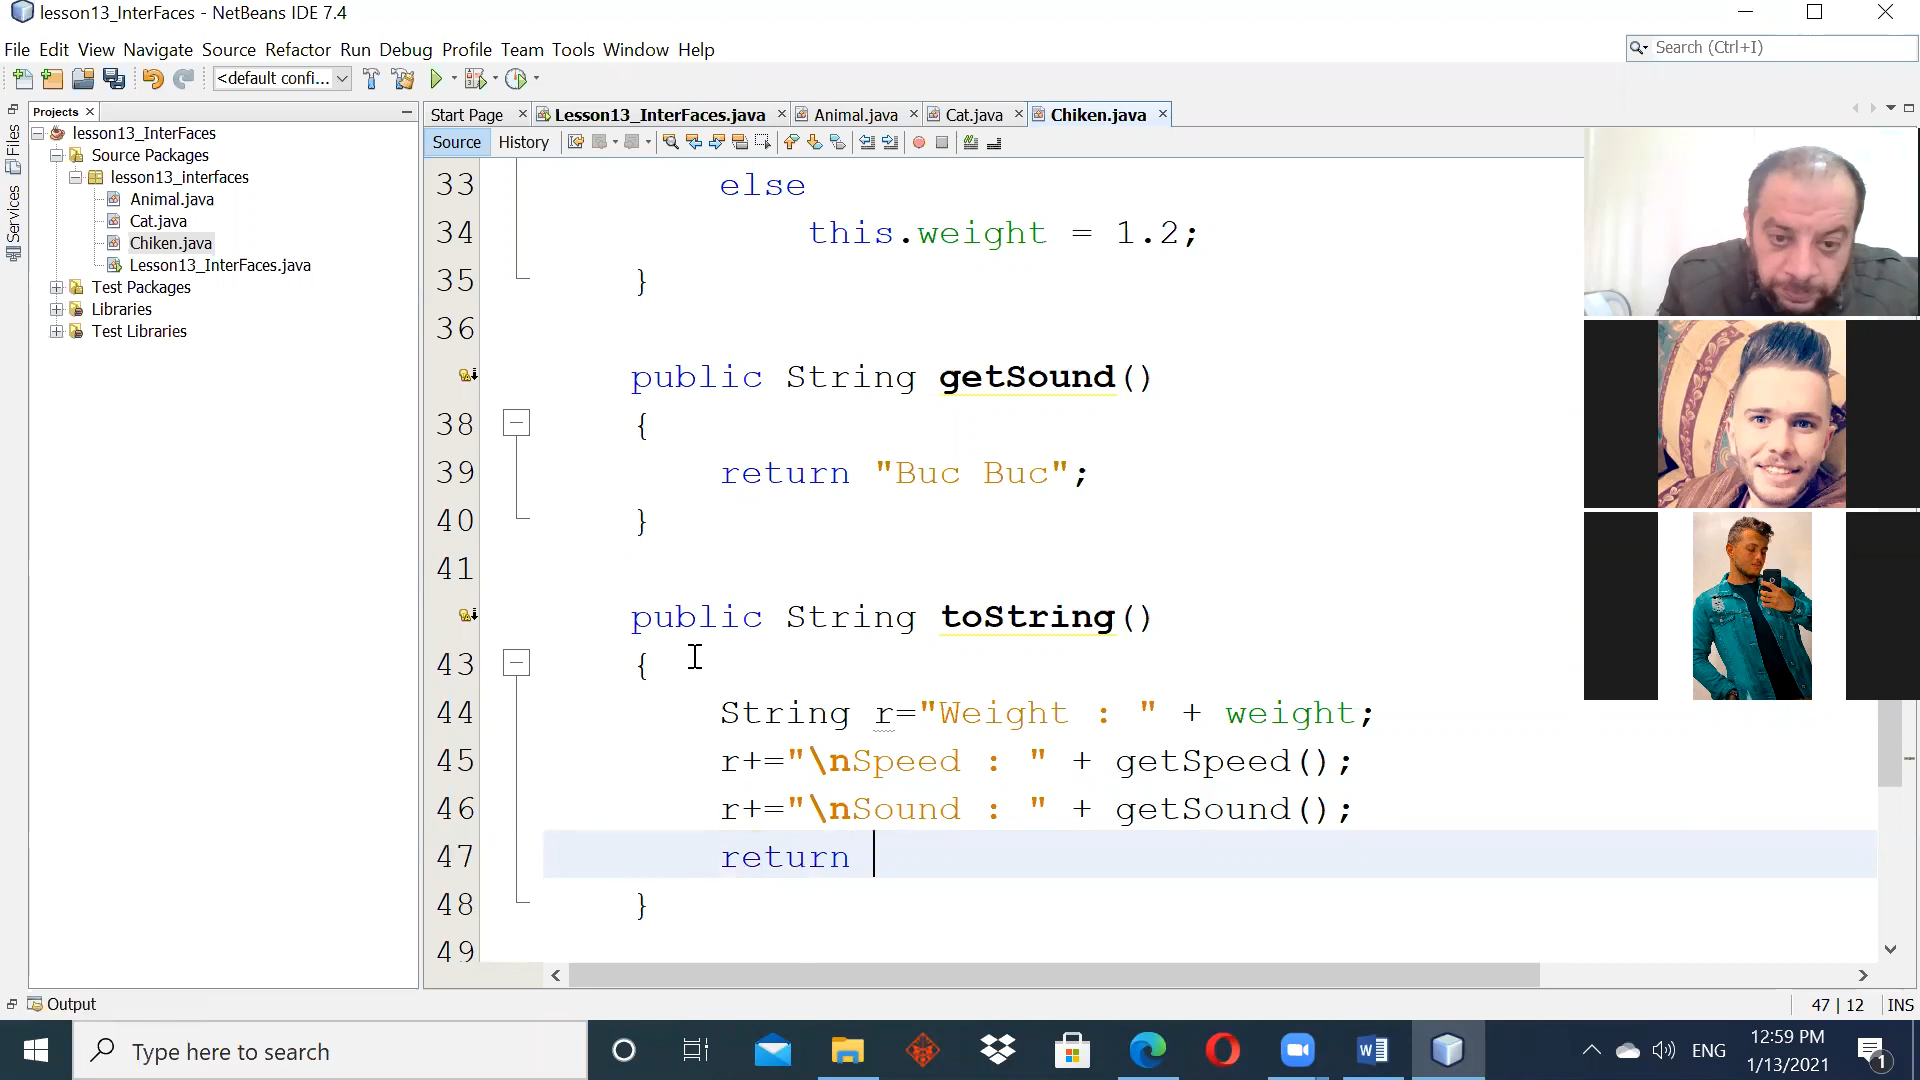 lesson13_InterFaces - NetBeans IDE 7.4
File Edit View Navigate Source Refactor Run Debug Profile Team Tools Window Help
Search (Ctrl+I)
<default confi...
Projects
Start Page
Lesson13_InterFaces.java
Animal.java
Cat.java
Chiken.java
Files
Services
lesson13_InterFaces
Source Packages
lesson13_interfaces
Animal.java
Cat.java
Chiken.java
Lesson13_InterFaces.java
Test Packages
Libraries
Test Libraries
Source History
33 else
34 this.weight = 1.2;
35 }
36
public String getSound()
38 {
39 return "Buc Buc";
40 }
41
public String toString()
43 {
44 String r="Weight : " + weight;
45 r+="\nSpeed : " + getSpeed();
46 r+="\nSound : " + getSound();
47 return
48 }
49
Output
47 | 12 INS
Type here to search
ENG
12:59 PM
1/13/2021
1